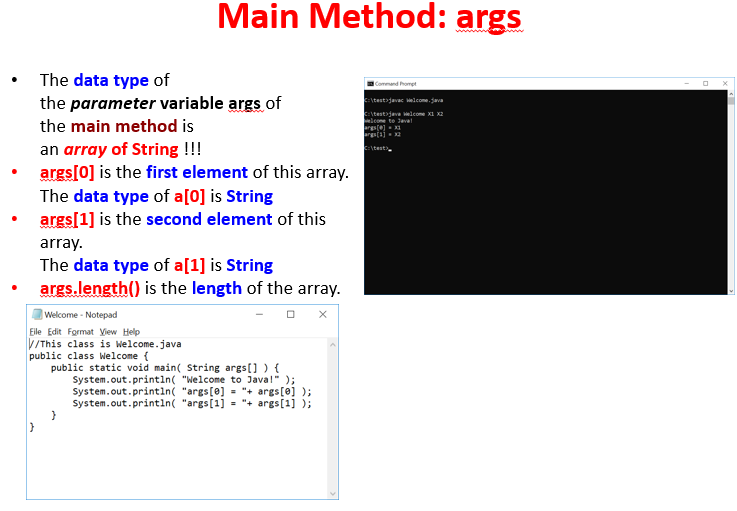 Main Method: args
• The data type of
the parameter variable args of
the main method is
an array of String !!!
• args[0] is the first element of this array.
The data type of a[0] is String
• args[1] is the second element of this
array.
The data type of a[1] is String
• args.length() is the length of the array.
Welcome - Notepad
File Edit Format View Help
//This class is Welcome.java
public class Welcome {
    public static void main( String args[] ) {
        System.out.println( "Welcome to Java!" );
        System.out.println( "args[0] = "+ args[0] );
        System.out.println( "args[1] = "+ args[1] );
    }
}
Command Prompt
C:\test>javac Welcome.java
C:\test>java Welcome X1 X2
Welcome to Java!
args[0] = X1
args[1] = X2
C:\test>_